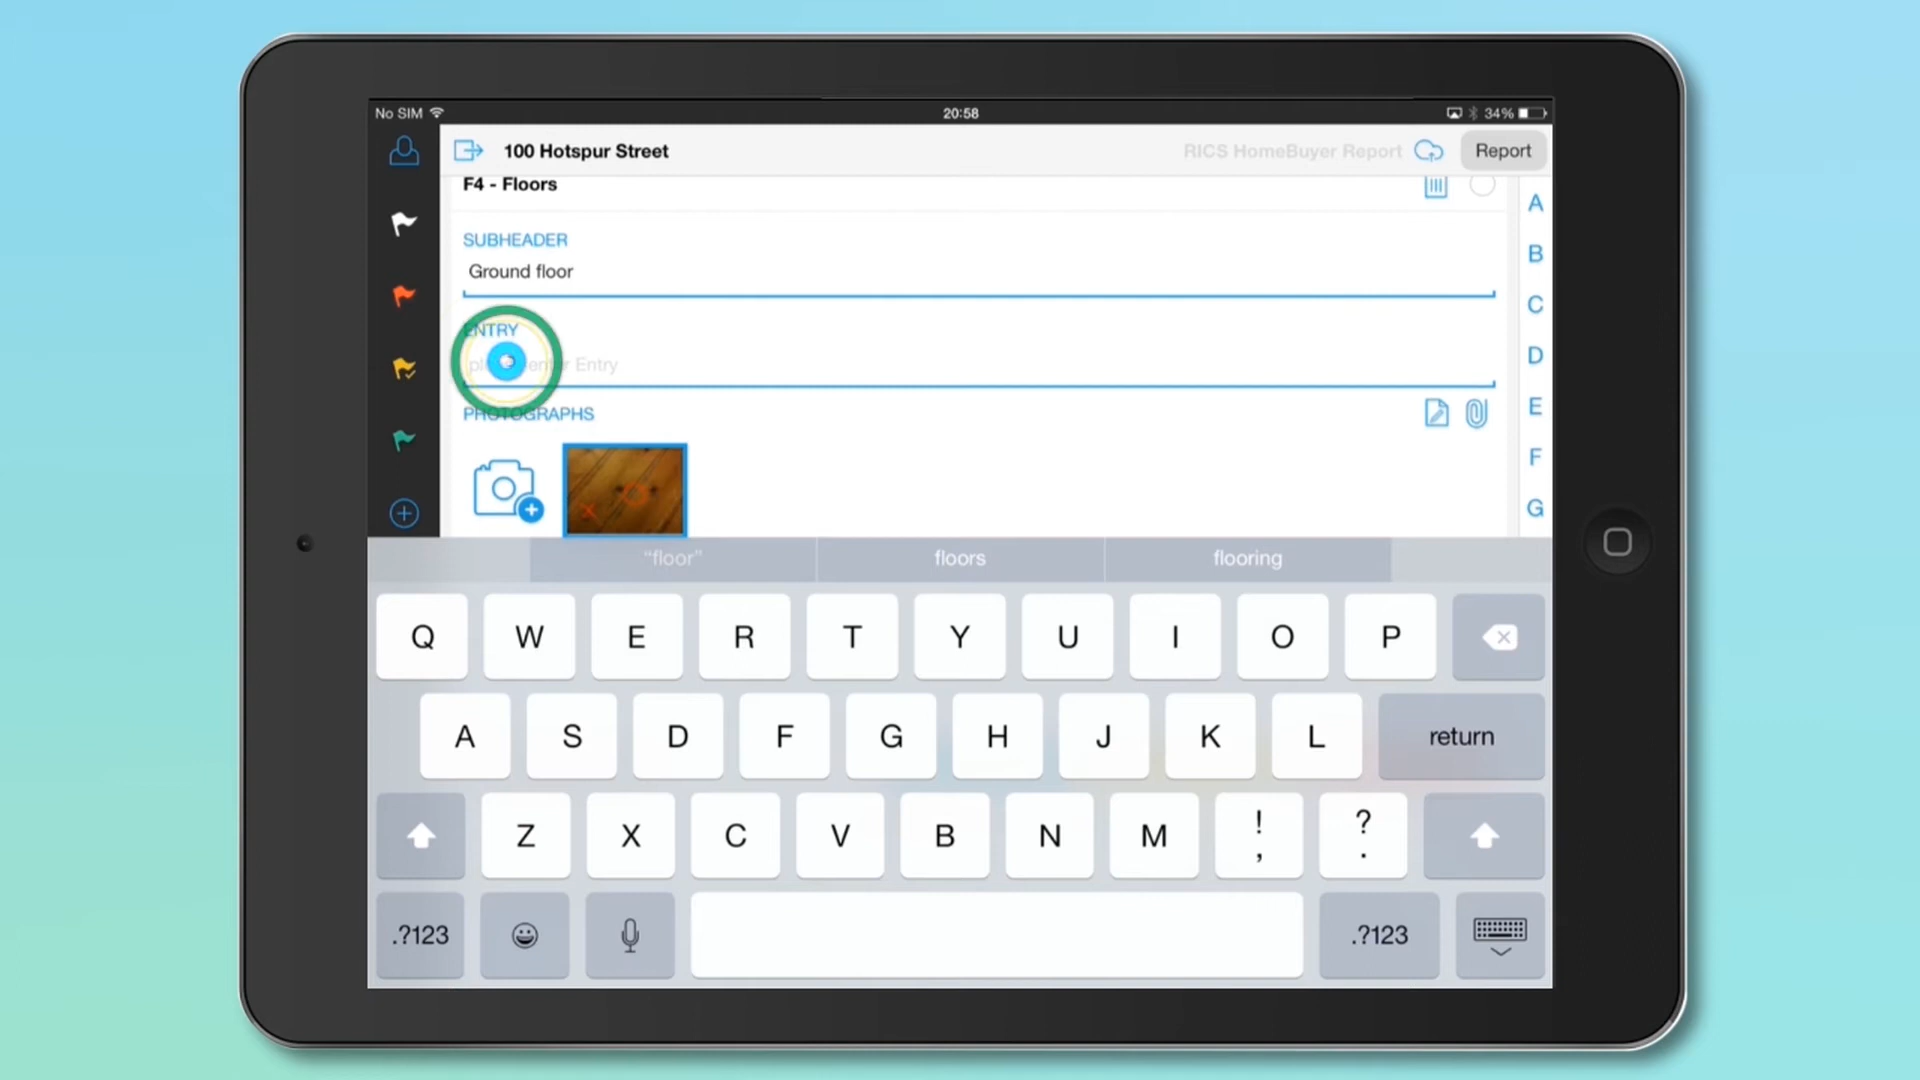 No SIM
20:58
34%
100 Hotspur Street
RICS HomeBuyer Report
Report
F4 - Floors
SUBHEADER
Ground floor
ENTRY
enter Entry
PHOTOGRAPHS
A
B
C
D
E
F
G
"floor"
floors
flooring
Q W E R T Y U I O P
A S D F G H J K L return
Z X C V B N M ! , ? .
.?123
.?123